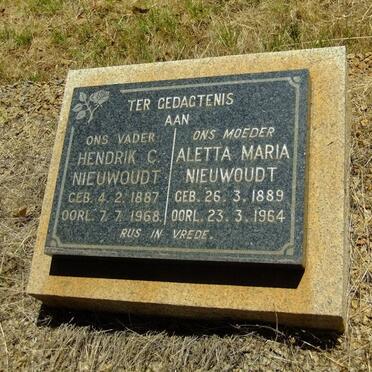 TER GEDAGTENIS
AAN
ONS VADER
HENDRIK C.
NIEUWOUDT
GEB. 4. 2. 1887
OORL. 7. 7. 1968.
ONS MOEDER
ALETTA MARIA
NIEUWOUDT
GEB. 26. 3. 1889
OORL. 23. 3. 1964
RUS IN VREDE.